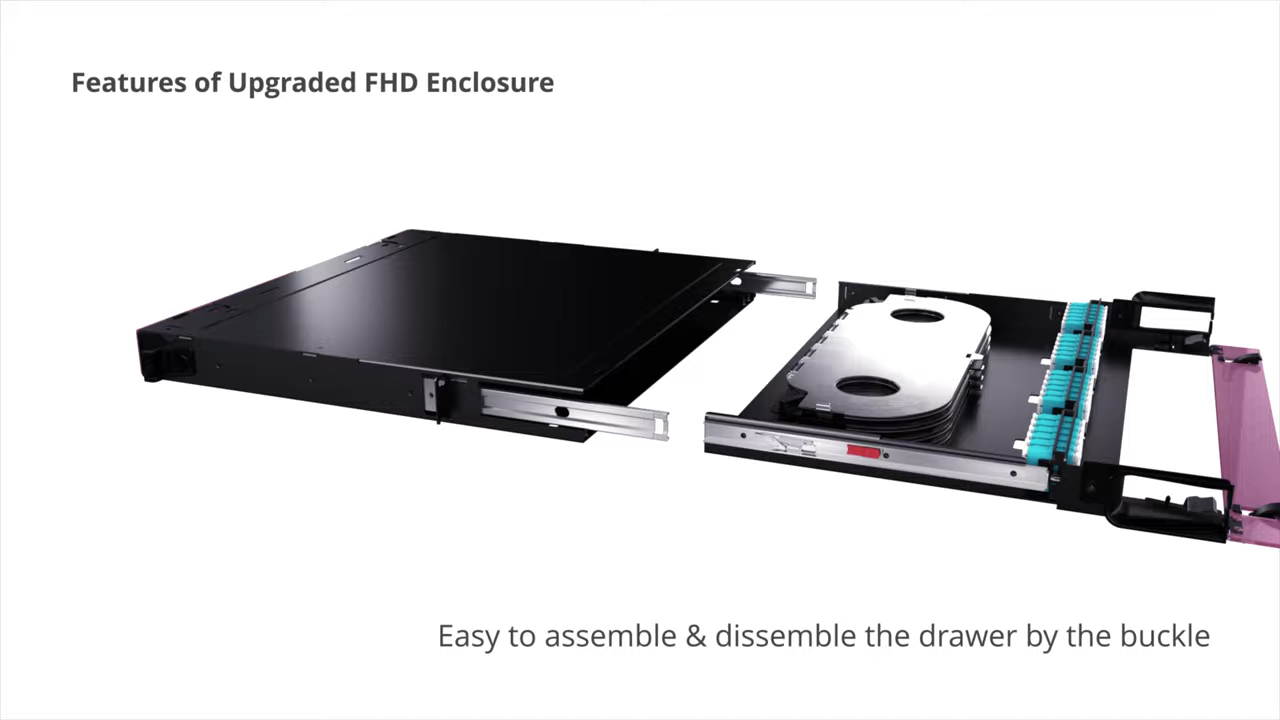 Features of Upgraded FHD Enclosure
Easy to assemble & dissemble the drawer by the buckle